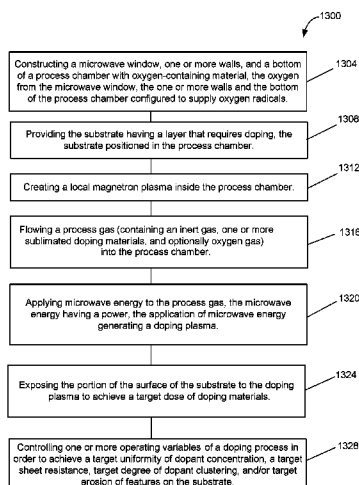 1300
Constructing a microwave window, one or more walls, and a bottom
of a process chamber with oxygen-containing material, the oxygen
from the microwave window, the one or more walls and the bottom
of the process chamber configured to supply oxygen radicals.
1304
Providing the substrate having a layer that requires doping, the
substrate positioned in the process chamber.
1308
Creating a local magnetron plasma inside the process chamber.
1312
Flowing a process gas (containing an inert gas, one or more
sublimated doping materials, and optionally oxygen gas)
into the process chamber.
1316
Applying microwave energy to the process gas, the microwave
energy having a power, the application of microwave energy
generating a doping plasma.
1320
Exposing the portion of the surface of the substrate to the doping
plasma to achieve a target dose of doping materials.
1324
Controlling one or more operating variables of a doping process in
order to achieve a target uniformity of dopant concentration, a target
sheet resistance, target degree of dopant clustering, and/or target
erosion of features on the substrate.
1328